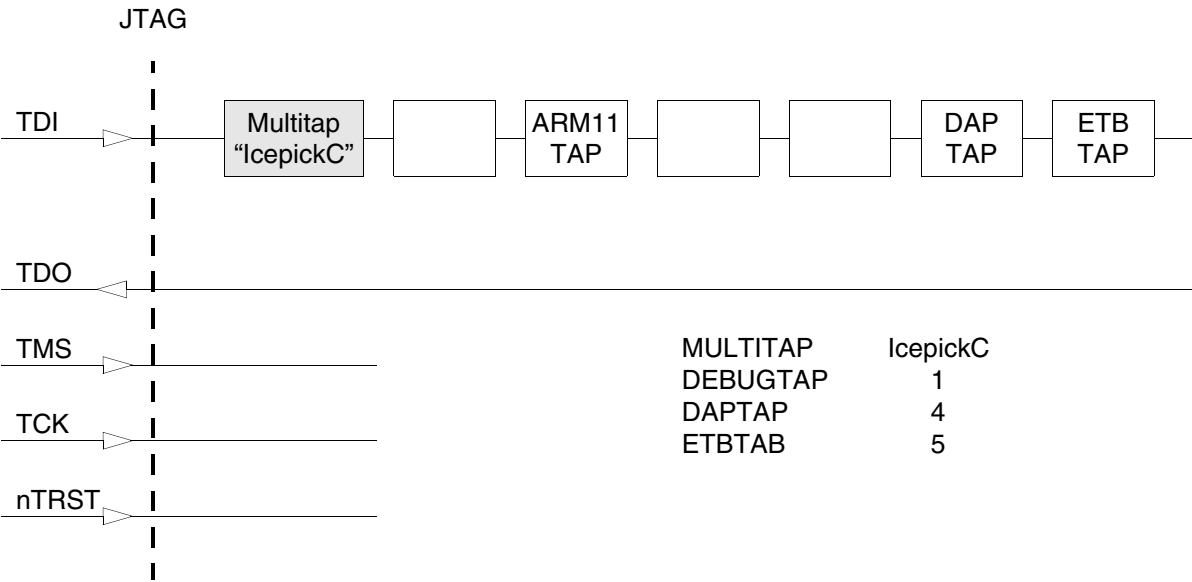 JTAG
TDI
Multitap
“IcepickC”
ARM11
TAP
DAP
TAP
ETB
TAP
TDO
TMS
TCK
nTRST
MULTITAP IcepickC
DEBUGTAP 1
DAPTAP 4
ETBTAB 5